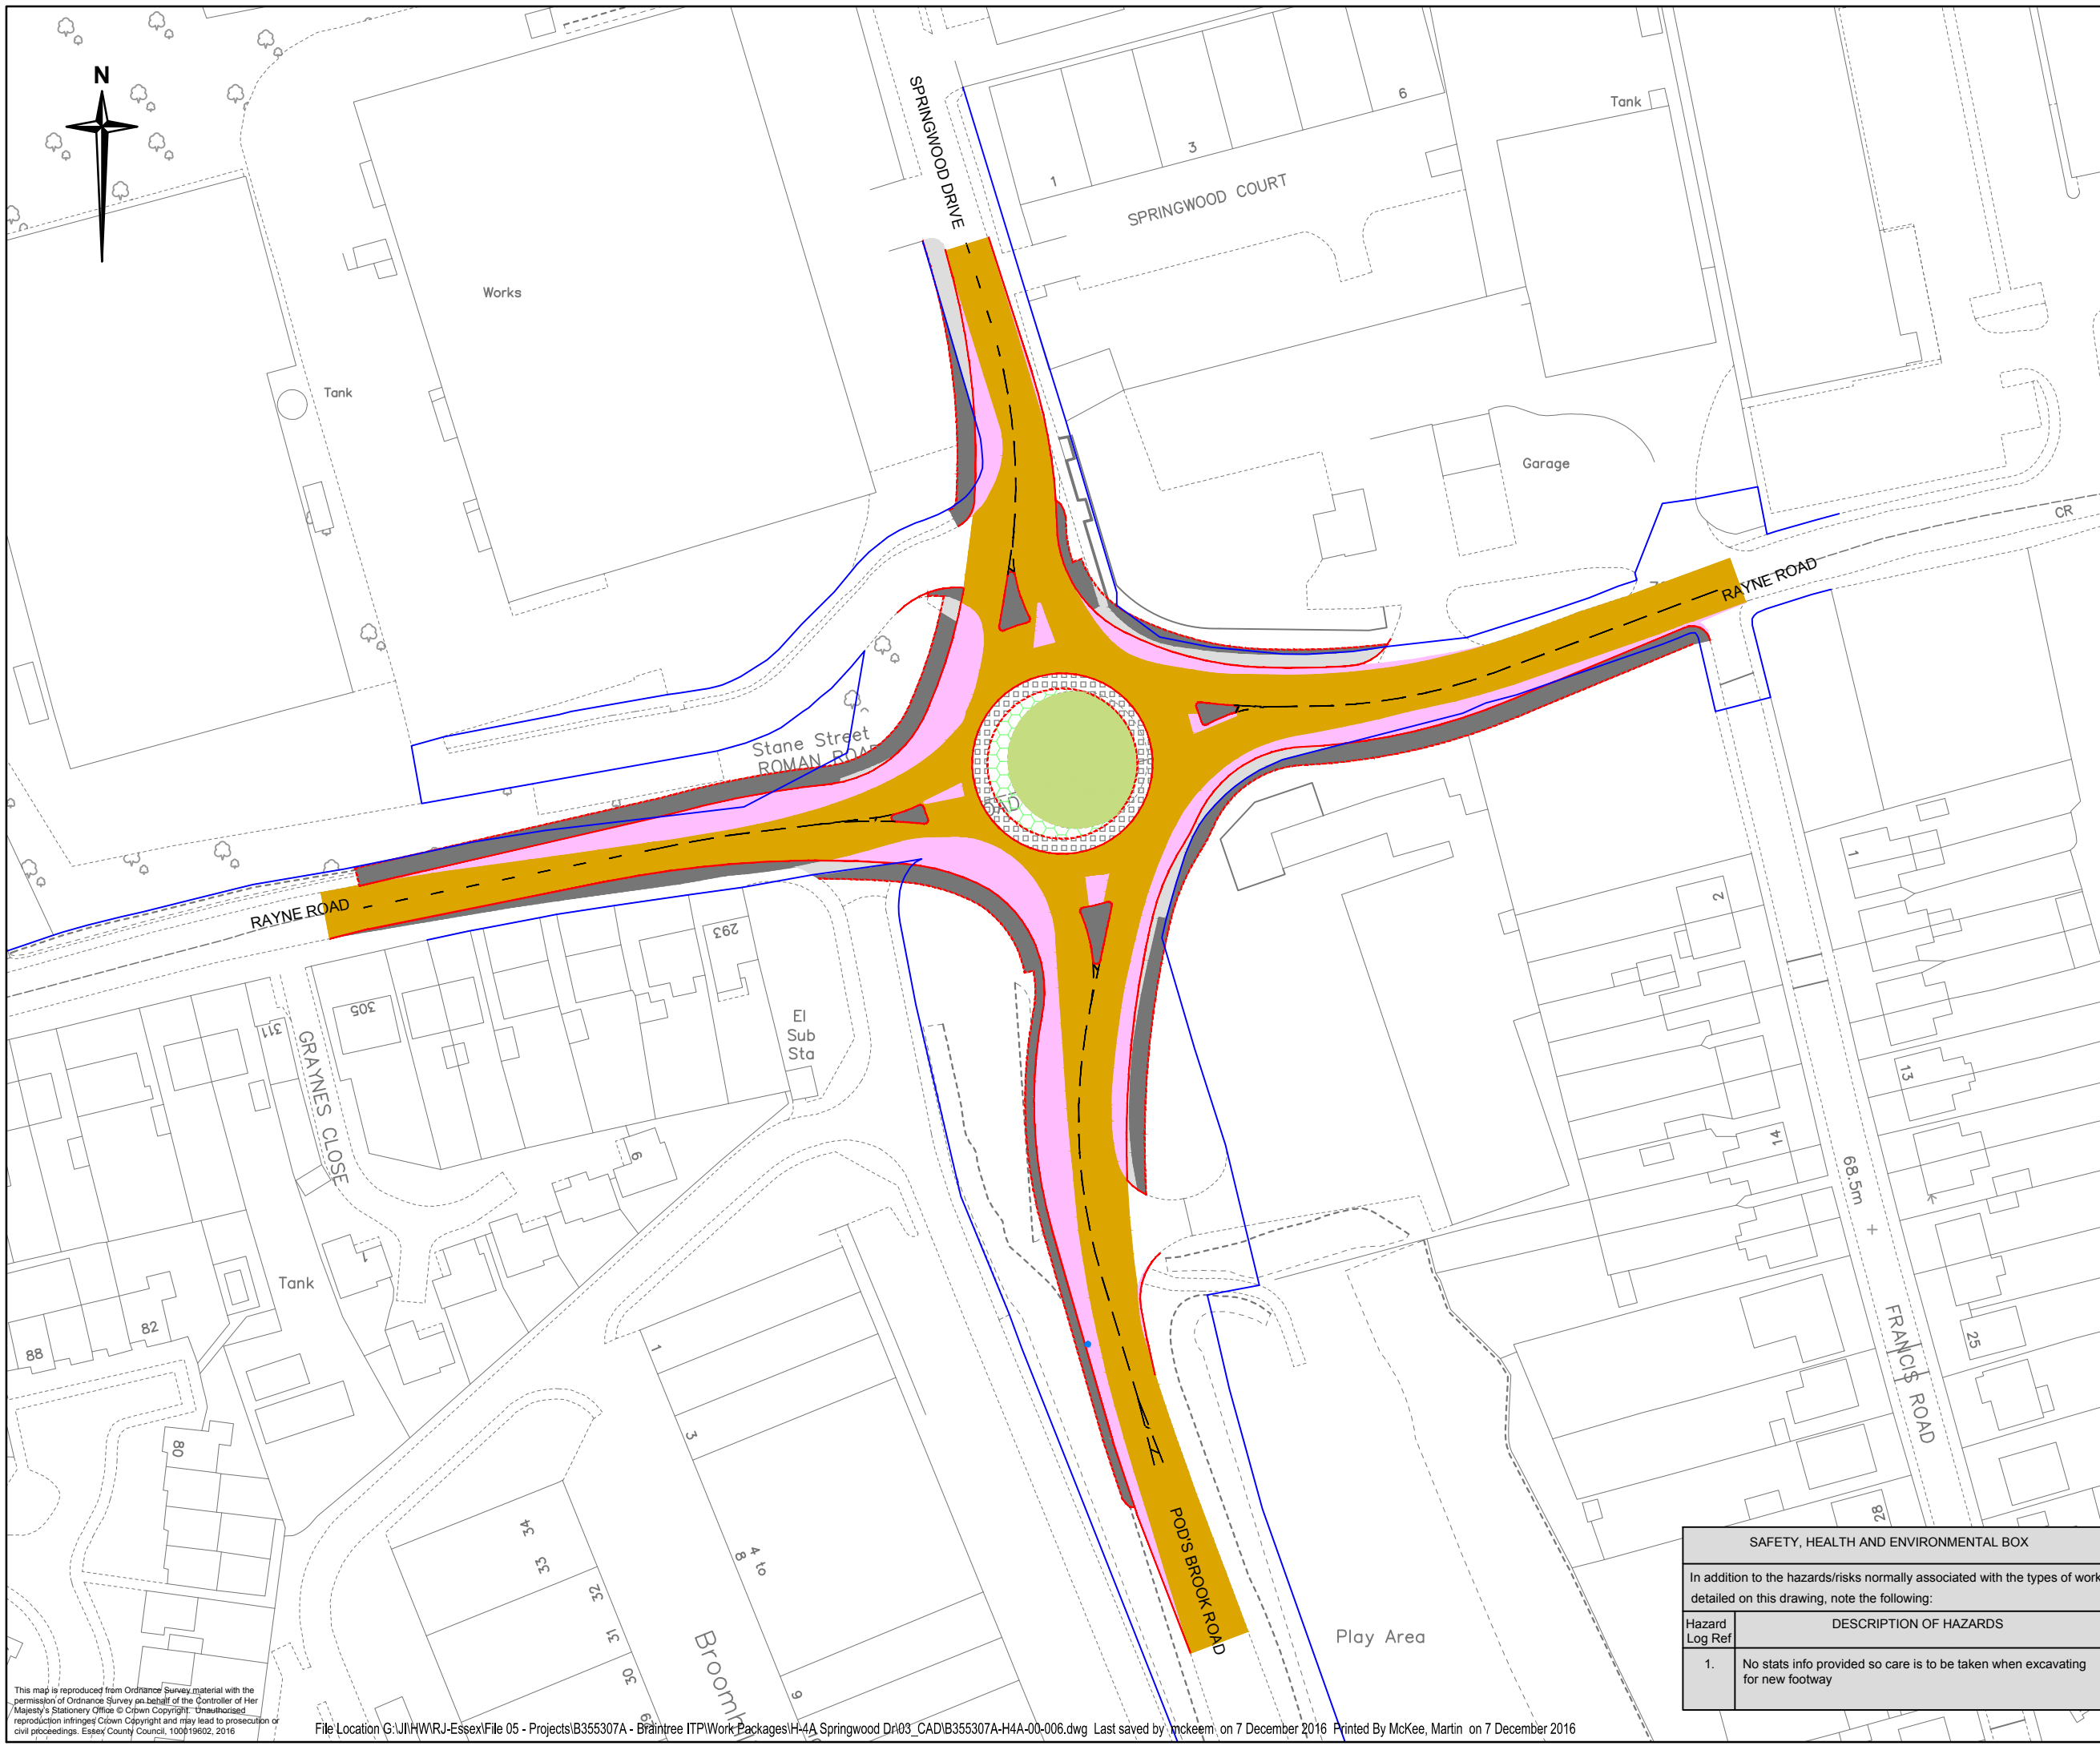 N
SPRINGWOOD DRIVE
1
3
6
SPRINGWOOD COURT
Tank
Works
Tank
Garage
CR
RAYNE ROAD
Stane Street
ROMAN ROAD
RAYNE ROAD
293
305
311
GRAYNES CLOSE
El
Sub
Sta
9
1
Tank
82
88
80
1
3
4 to
8
9
34
33
32
31
30
29
1
2
13
14
68.5m
FRANCIS ROAD
25
28
POD'S BROOK ROAD
Play Area
SAFETY, HEALTH AND ENVIRONMENTAL BOX
In addition to the hazards/risks normally associated with the types of work
detailed on this drawing, note the following:
Hazard
Log Ref
DESCRIPTION OF HAZARDS
1.
No stats info provided so care is to be taken when excavating
for new footway
This map is reproduced from Ordnance Survey material with the
permission of Ordnance Survey on behalf of the Controller of Her
Majesty's Stationery Office © Crown Copyright. Unauthorised
reproduction infringes Crown Copyright and may lead to prosecution or
civil proceedings. Essex County Council, 100019602, 2016
File Location G:\JI\HW\RJ-Essex\File 05 - Projects\B355307A - Braintree ITP\Work Packages\H-4A Springwood Dr\03_CAD\B355307A-H4A-00-006.dwg Last saved by mckeem on 7 December 2016 Printed By McKee, Martin on 7 December 2016